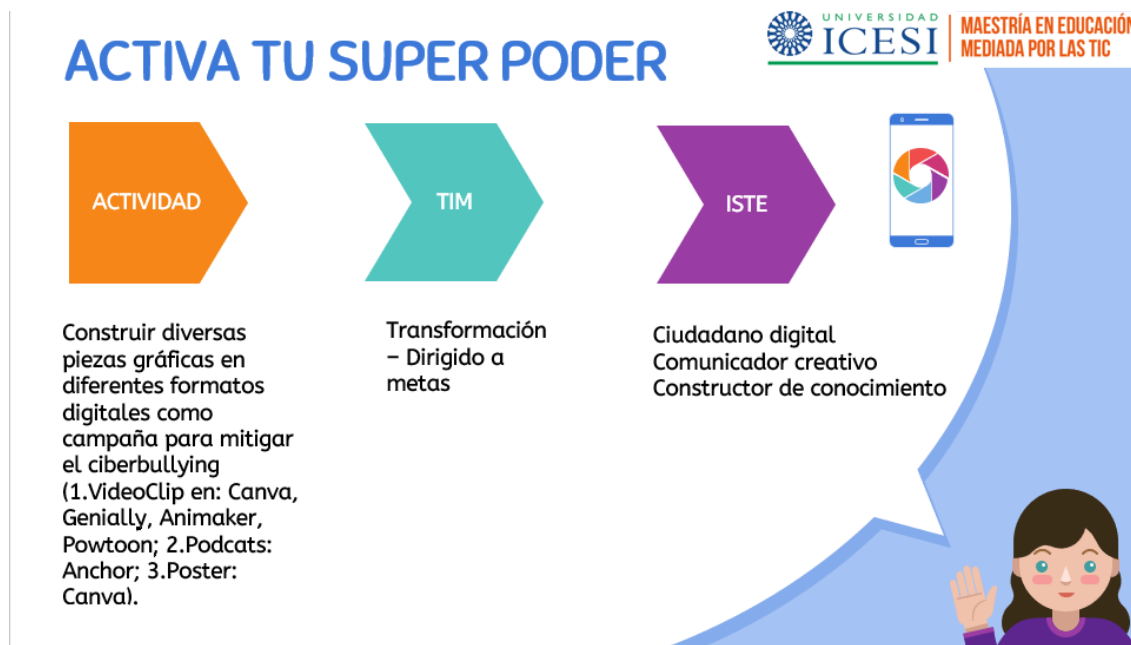 ACTIVA TU SUPER PODER
UNIVERSIDAD
ICESI
MAESTRÍA EN EDUCACIÓN
MEDIADA POR LAS TIC
ACTIVIDAD
TIM
ISTE
Construir diversas
piezas gráficas en
diferentes formatos
digitales como
campaña para mitigar
el ciberbullying
(1.VideoClip en: Canva,
Genially, Animaker,
Powtoon; 2.Podcats:
Anchor; 3.Poster:
Canva).
Transformación
– Dirigido a
metas
Ciudadano digital
Comunicador creativo
Constructor de conocimiento